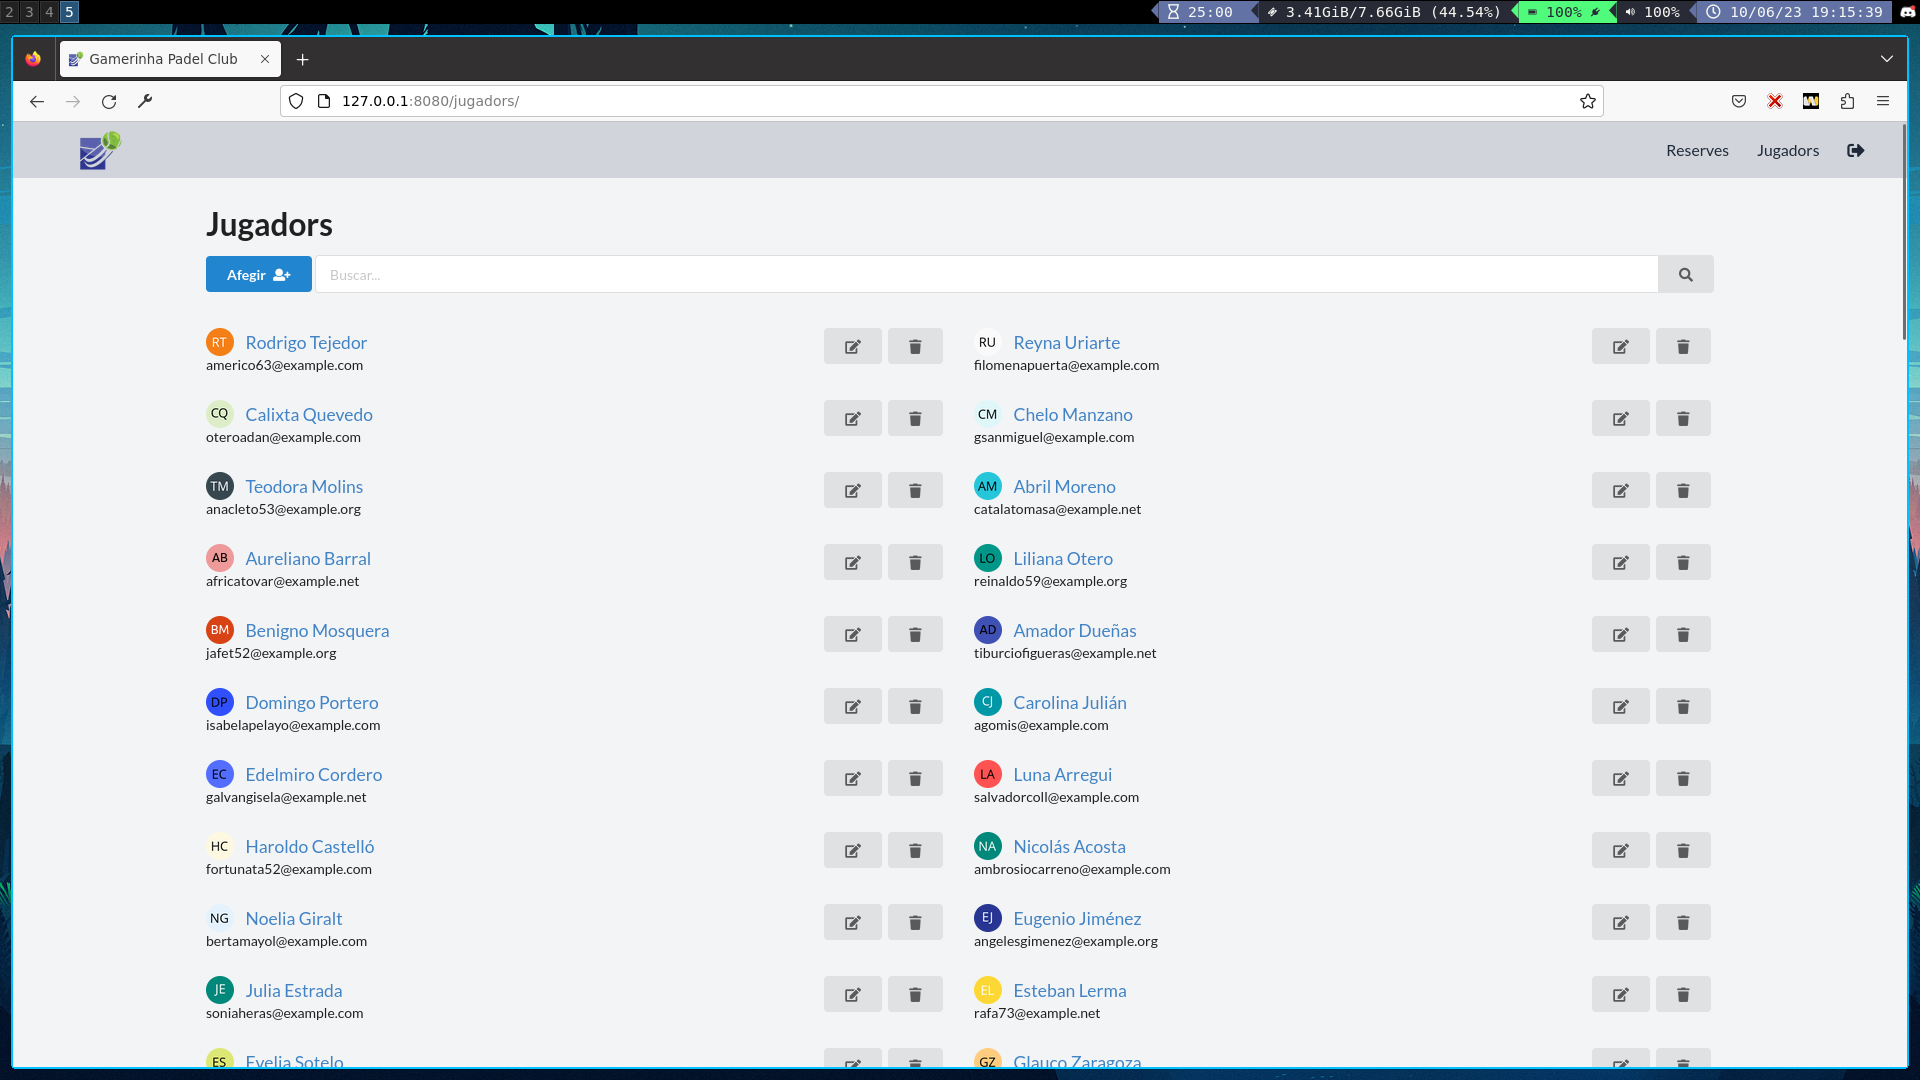 2 3 4 5
25:00 3.41GiB/7.66GiB (44.54%) 100% 100% 10/06/23 19:15:39
Gamerinha Padel Club
127.0.0.1:8080/jugadors/
Reserves Jugadors
Jugadors
Afegir Buscar...
RT Rodrigo Tejedor
americo63@example.com
RU Reyna Uriarte
filomenapuerta@example.com
CQ Calixta Quevedo
oteroadan@example.com
CM Chelo Manzano
gsanmiguel@example.com
TM Teodora Molins
anacleto53@example.org
AM Abril Moreno
catalatomasa@example.net
AB Aureliano Barral
africatovar@example.net
LO Liliana Otero
reinaldo59@example.org
BM Benigno Mosquera
jafet52@example.org
AD Amador Dueñas
tiburciofigueras@example.net
DP Domingo Portero
isabelapelayo@example.com
CJ Carolina Julián
agomis@example.com
EC Edelmiro Cordero
galvangisela@example.net
LA Luna Arregui
salvadorcoll@example.com
HC Haroldo Castelló
fortunata52@example.com
NA Nicolás Acosta
ambrosiocarreno@example.com
NG Noelia Giralt
bertamayol@example.com
EJ Eugenio Jiménez
angelesgimenez@example.org
JE Julia Estrada
soniaheras@example.com
EL Esteban Lerma
rafa73@example.net
ES Evelia Sotelo
GZ Glauco Zaragoza